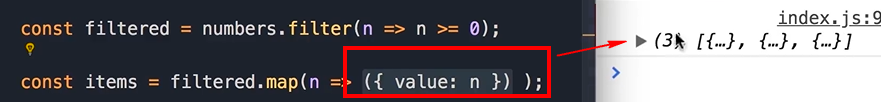 const filtered = numbers.filter(n => n >= 0);
const items = filtered.map(n => ({ value: n }) );
index.js:9
(3) [{…}, {…}, {…}]